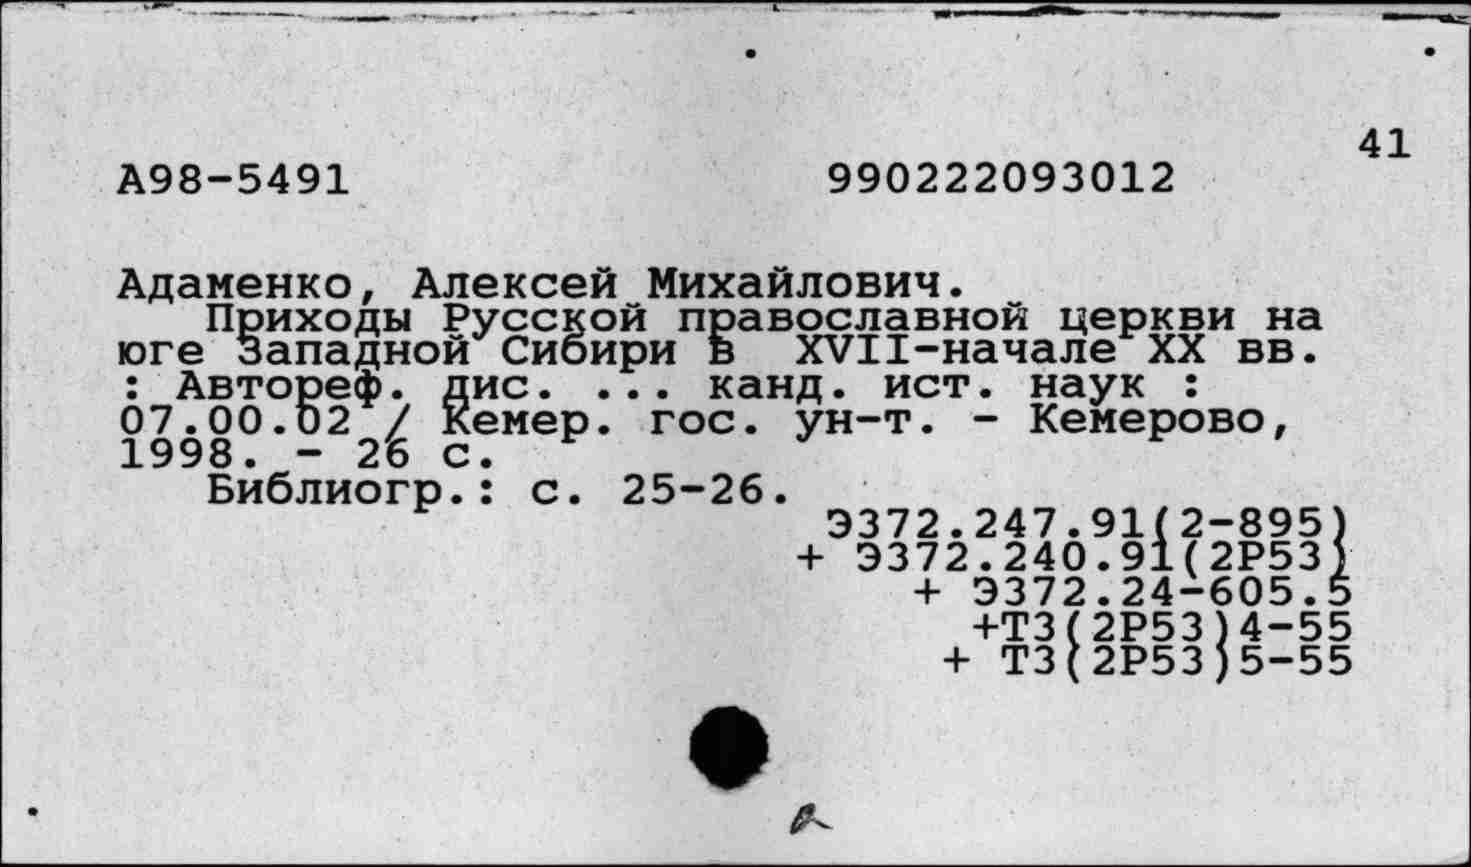 41
А98-5491 990222093012
Адаменко, Алексей Михайлович.
Приходы Русской православной церкви на
юге Западной Сибири в XVII-начале XX вв.
: Автореф. дис. ... канд. ист. наук :
07.00.02 / Кемер. гос. ун-т. - Кемерово,
1998. - 26 с.
Библиогр.: с. 25-26.
Э372.247.91(2-895)
+ Э372.240.91(2Р53)
+ Э372.24-605.5
+Т3(2Р53)4-55
+ Т3(2Р53)5-55